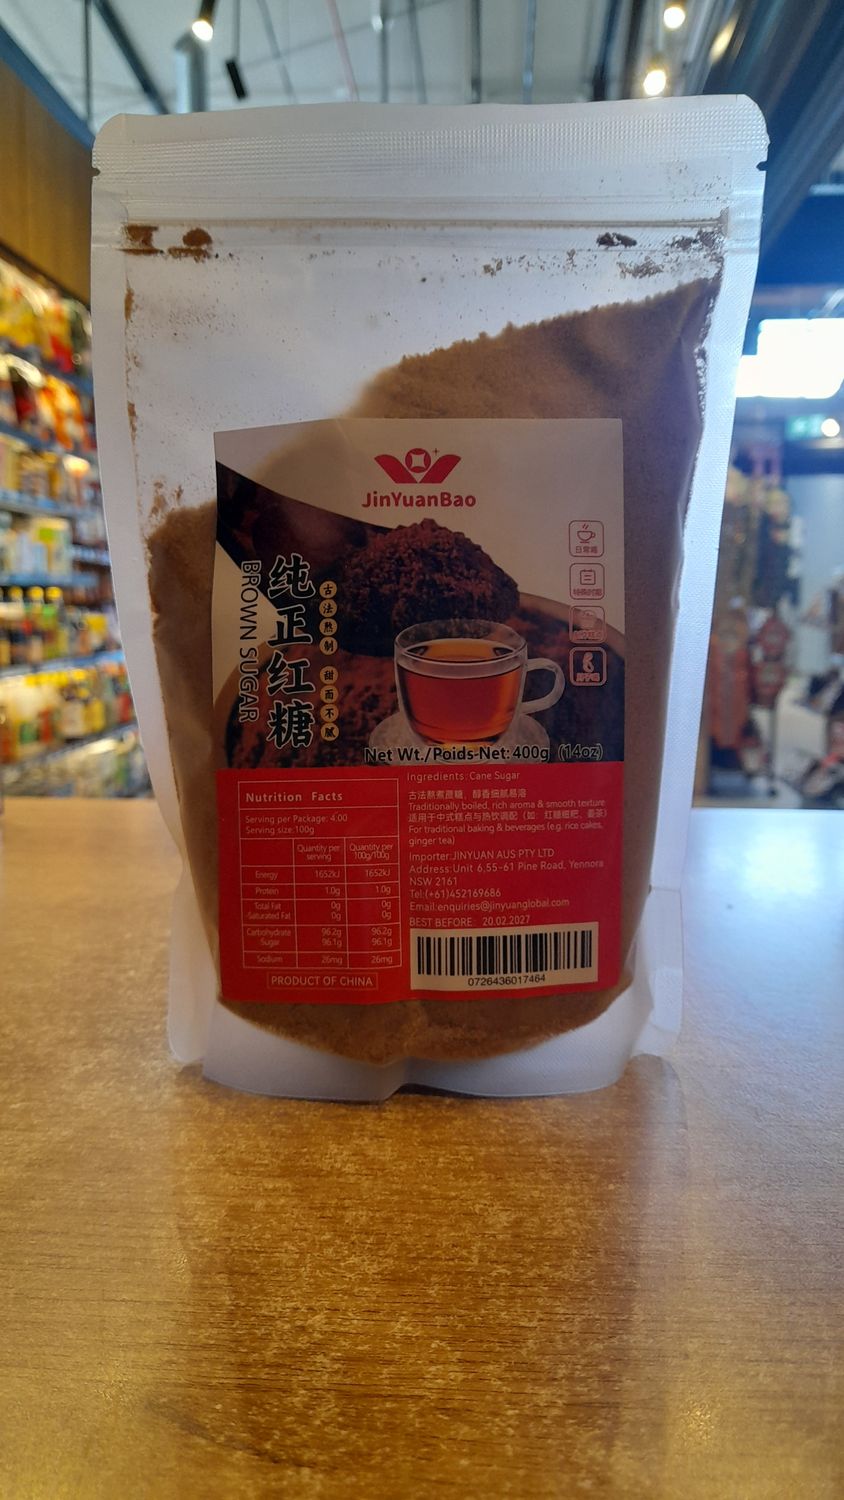 JinYuanBao
日常喝
特殊时期
纯正红糖
BROWN SUGAR
古法熬制 甜而不腻
Net Wt./Poids-Net: 400g (14oz)
Nutrition Facts
Serving per Package: 4.00
Serving size:100g
Quantity per serving
Quantity per 100g/100g
Energy 1652kJ 1652kJ
Protein 1.0g 1.0g
Total Fat 0g 0g
-Saturated Fat 0g 0g
Carbohydrate 96.2g 96.2g
Sugar 96.1g 96.1g
Sodium 26mg 26mg
PRODUCT OF CHINA
Ingredients: Cane Sugar
古法熬煮蔗糖，醇香细腻易溶
Traditionally boiled, rich aroma & smooth texture
适用于中式糕点与热饮调配（如：红糖糍粑、姜茶）
For traditional baking & beverages (e.g. rice cakes,
ginger tea)
Importer:JINYUAN AUS PTY LTD
Address:Unit 6,55-61 Pine Road, Yennora
NSW 2161
Tel:(+61)452169686
Email:enquiries@jinyuanglobal.com
BEST BEFORE: 20.02.2027
0726436017464